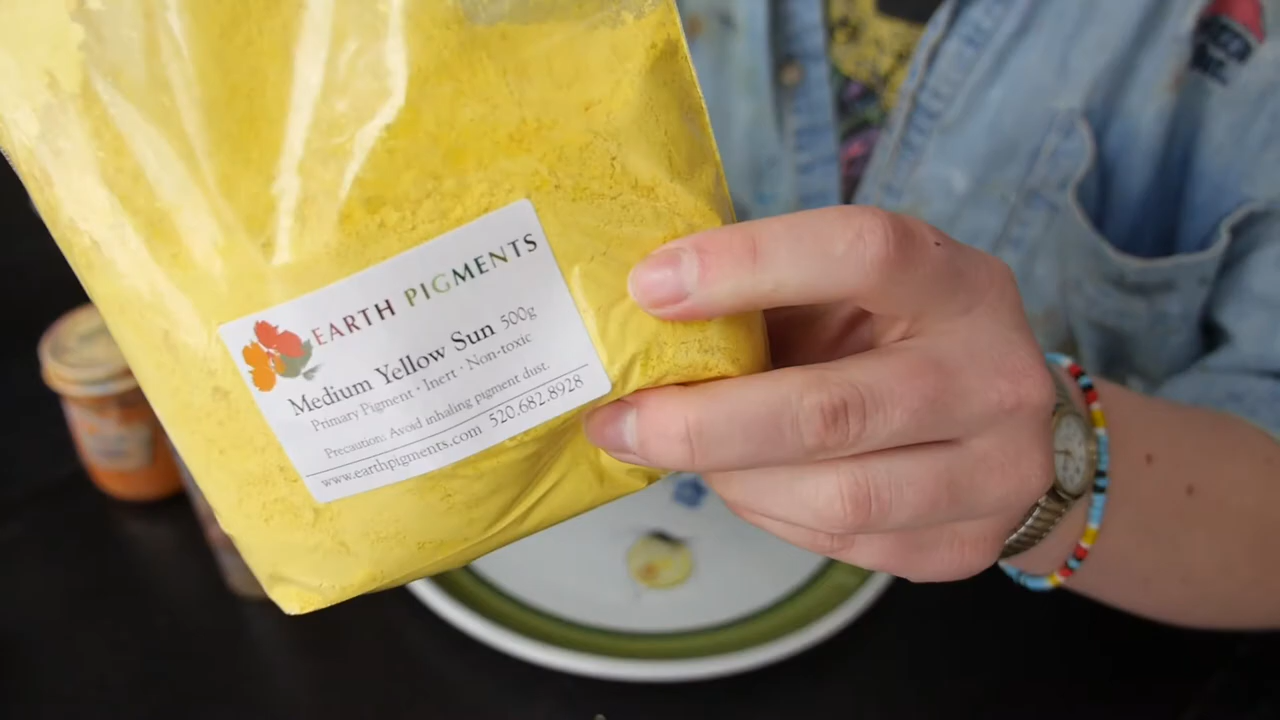 EARTH PIGMENTS
Medium Yellow Sun 500g
Primary Pigment · Inert · Non-toxic
Precaution: Avoid inhaling pigment dust.
www.earthpigments.com 520.682.8928